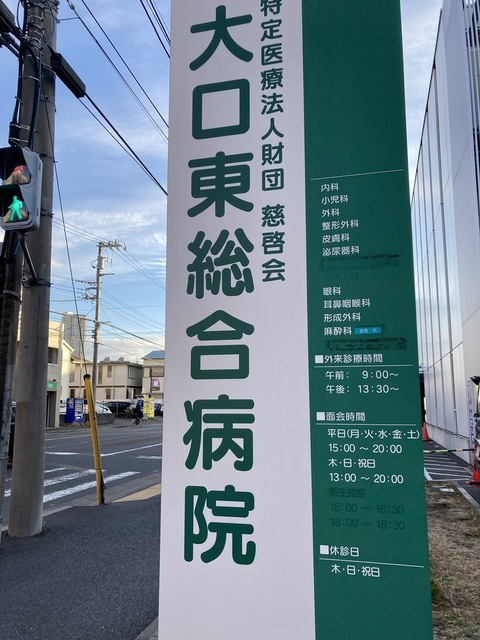 特定医療法人財団 慈啓会
大口東総合病院
内科
小児科
外科
整形外科
皮膚科
泌尿器科
眼科
耳鼻咽喉科
形成外科
麻酔科
■外来診療時間
午前： 9：00～
午後： 13：30～
■面会時間
平日(月・火・水・金・土)
15：00 ～ 20：00
木・日・祝日
13：00 ～ 20：00
新生児室
15：00 ～ 15：30
18：00 ～ 18：30
■休診日
木・日・祝日